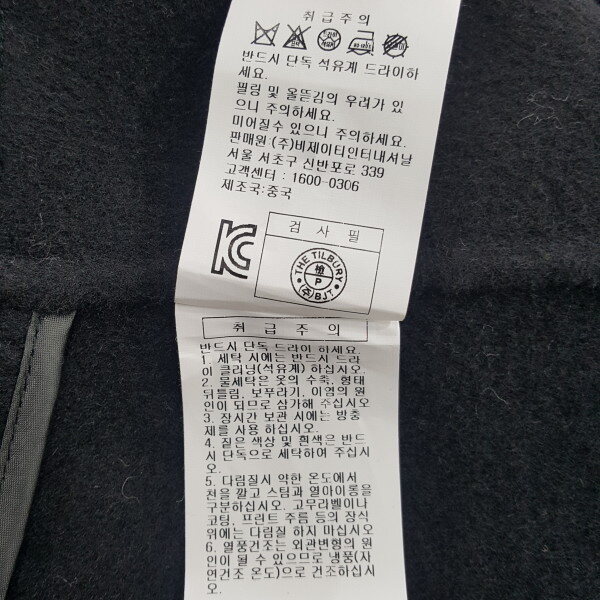 취급주의
반드시 단독 석유계 드라이하
세요.
필링 및 올뜯김의 우려가 있
으니 주의하세요.
미어질수 있으니 주의하세요.
판매원:(주)비제이티인터내셔날
서울 서초구 신반포로 339
고객센터 : 1600-0306
제조국:중국
검사필
THE TILBURY
檢
P
(주)BJT
취급주의
반드시 단독 드라이 하세요.
1. 세탁 시에는 반드시 드라
이 크리닝(석유계) 하십시오.
2. 물세탁은 옷의 수축, 형태
뒤틀림, 보푸라기, 이염의 원
인이 되므로 삼가해 주십시오
3. 장시간 보관 시에는 방충
제를 사용 하십시오.
4. 짙은 색상 및 흰색은 반드
시 단독으로 세탁하여 주십시
오
5. 다림질시 약한 온도에서
천을 깔고 스팀과 열아이롱을
구분하십시오. 고무라벨이나
코팅, 프린트 주름 등의 장식
위에는 다림질 하지 마십시오
6. 열풍건조는 외관변형의 원
인이 될 수 있으므로 냉풍(자
연건조 온도)으로 건조하십시
오.